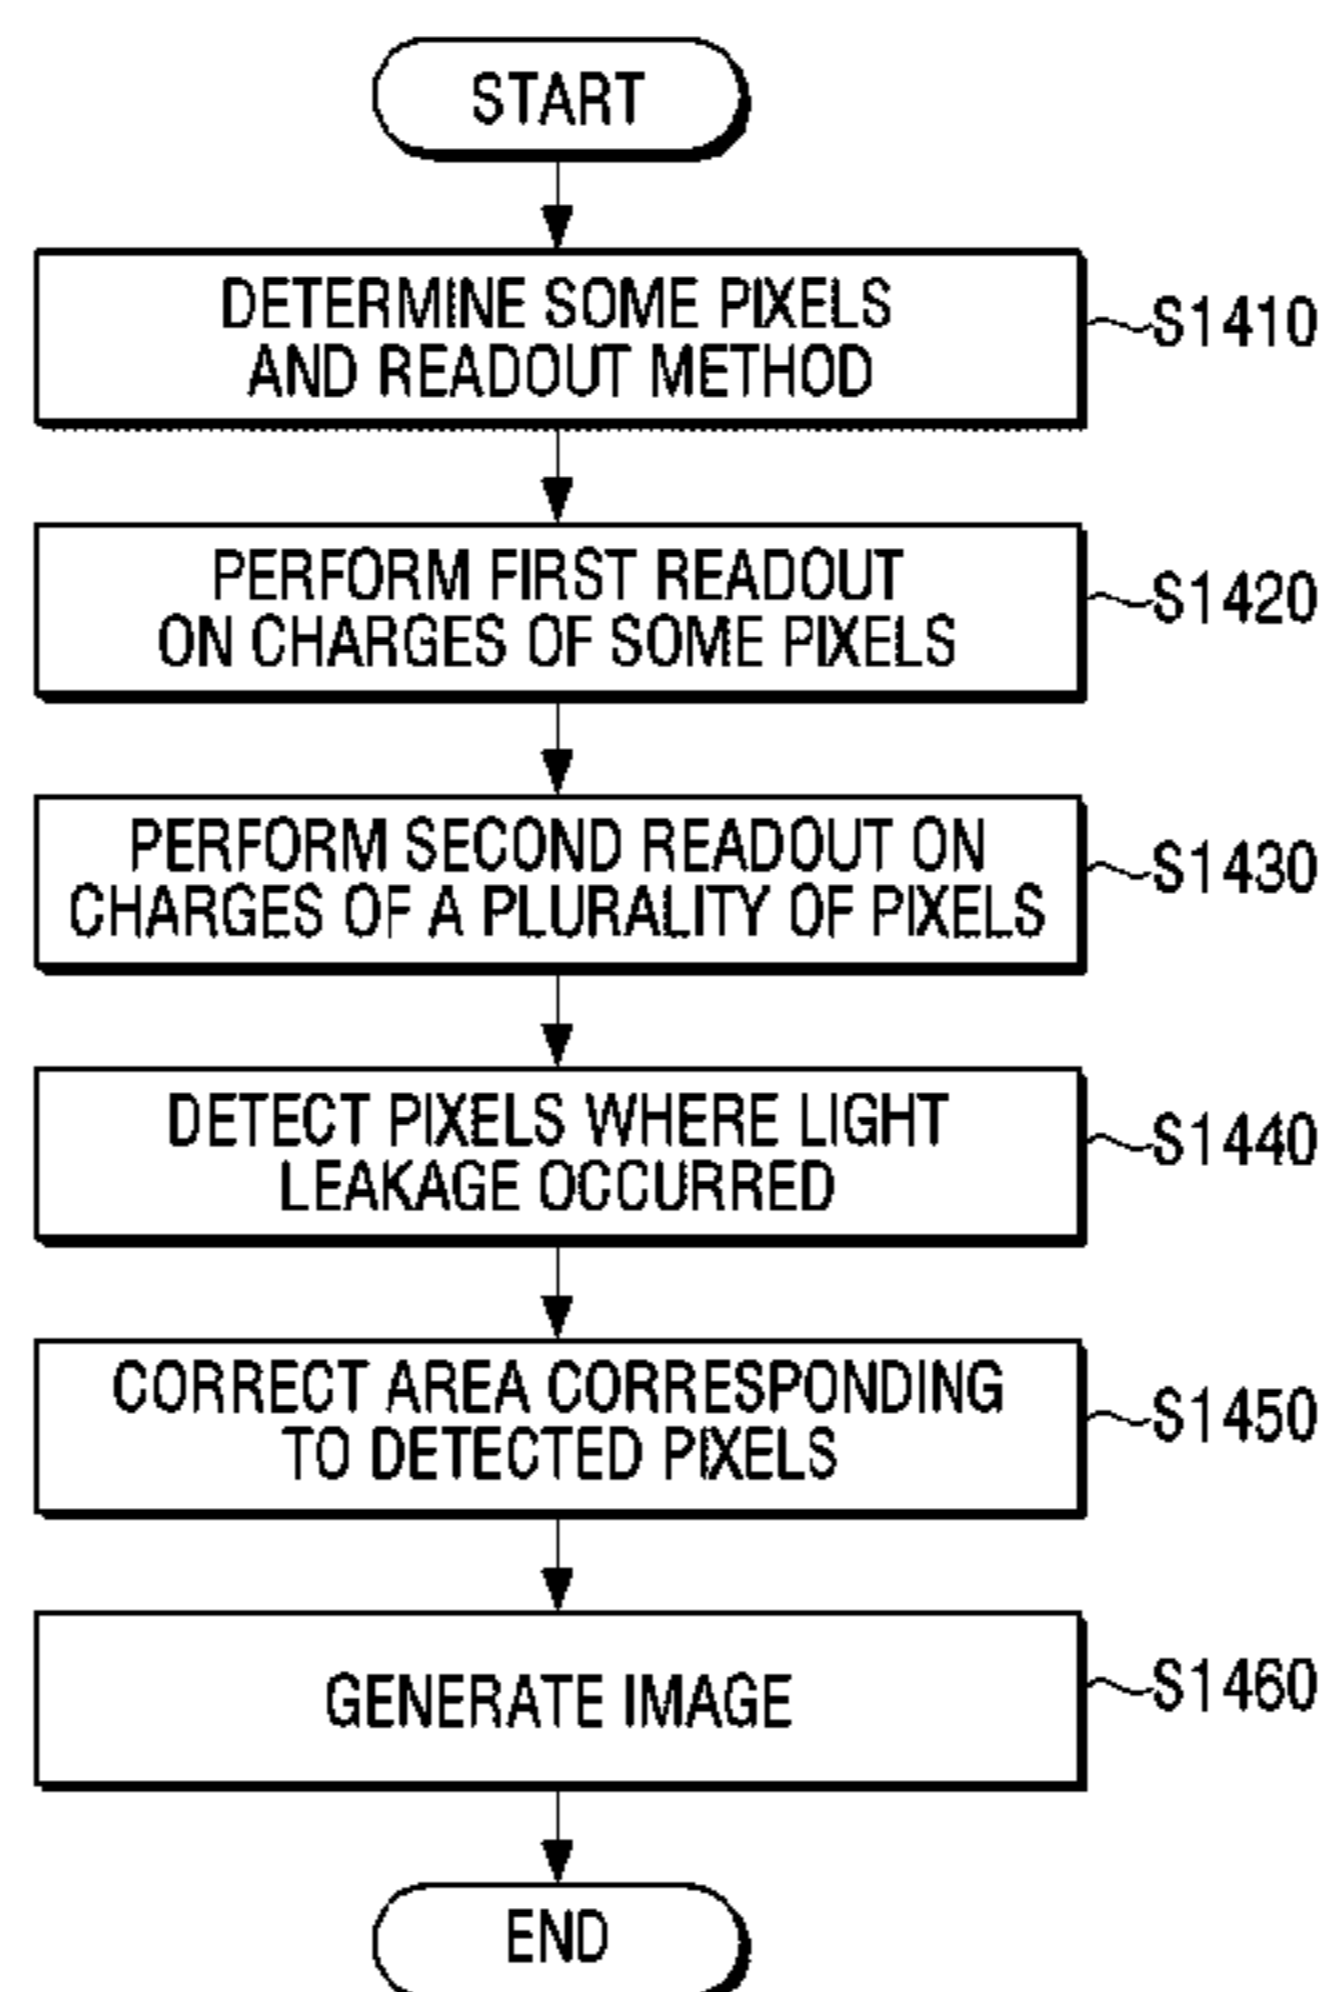 START
DETERMINE SOME PIXELS
AND READOUT METHOD
S1410
PERFORM FIRST READOUT
ON CHARGES OF SOME PIXELS
S1420
PERFORM SECOND READOUT ON
CHARGES OF A PLURALITY OF PIXELS
S1430
DETECT PIXELS WHERE LIGHT
LEAKAGE OCCURRED
S1440
CORRECT AREA CORRESPONDING
TO DETECTED PIXELS
S1450
GENERATE IMAGE
S1460
END